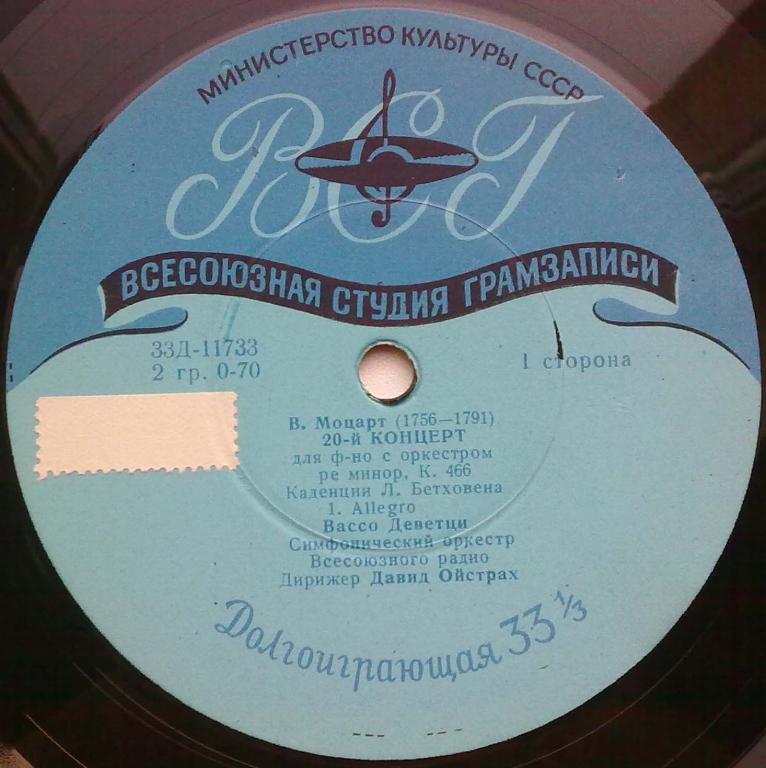 МИНИСТЕРСТВО КУЛЬТУРЫ СССР
ВСГ
ВСЕСОЮЗНАЯ СТУДИЯ ГРАМЗАПИСИ
33Д-11733
2 гр. 0-70
1 сторона
В. Моцарт (1756—1791)
20-й КОНЦЕРТ
для ф-но с оркестром
ре минор, К. 466
Каденции Л. Бетховена
1. Allegro
Вассо Деветци
Симфонический оркестр
Всесоюзного радио
Дирижер Давид Ойстрах
Долгоиграющая 33 1/3